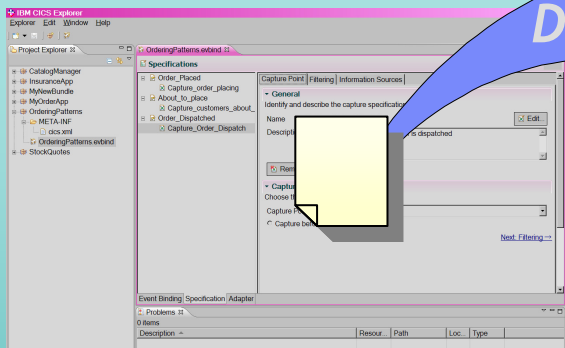 IBM CICS Explorer
Explorer Edit Window Help
Project Explorer
CatalogManager
InsuranceApp
MyNewBundle
MyOrderApp
OrderingPatterns
META-INF
cics.xml
OrderingPatterns.evbind
StockQuotes
OrderingPatterns.evbind
Specifications
Order_Placed
Capture_order_placing
About_to_place
Capture_customers_about_
Order_Dispatched
Capture_Order_Dispatch
Capture Point Filtering Information Sources
General
Identify and describe the capture specification
Name Edit...
is dispatched
Choose
Capture
Next: Filtering →
Event Binding Specification Adapter
Problems
0 items
Description Resour... Path Loc... Type
D